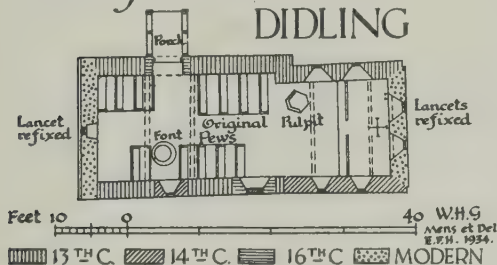 DIDLING
Porch
Lancet
refixed
Font
Original
Pews
Pulpit
Lancets
refixed
Feet 10 0 40
W.H.G
Mens et Del
E.F.H. 1934.
13TH C. 14TH C. 16TH C MODERN